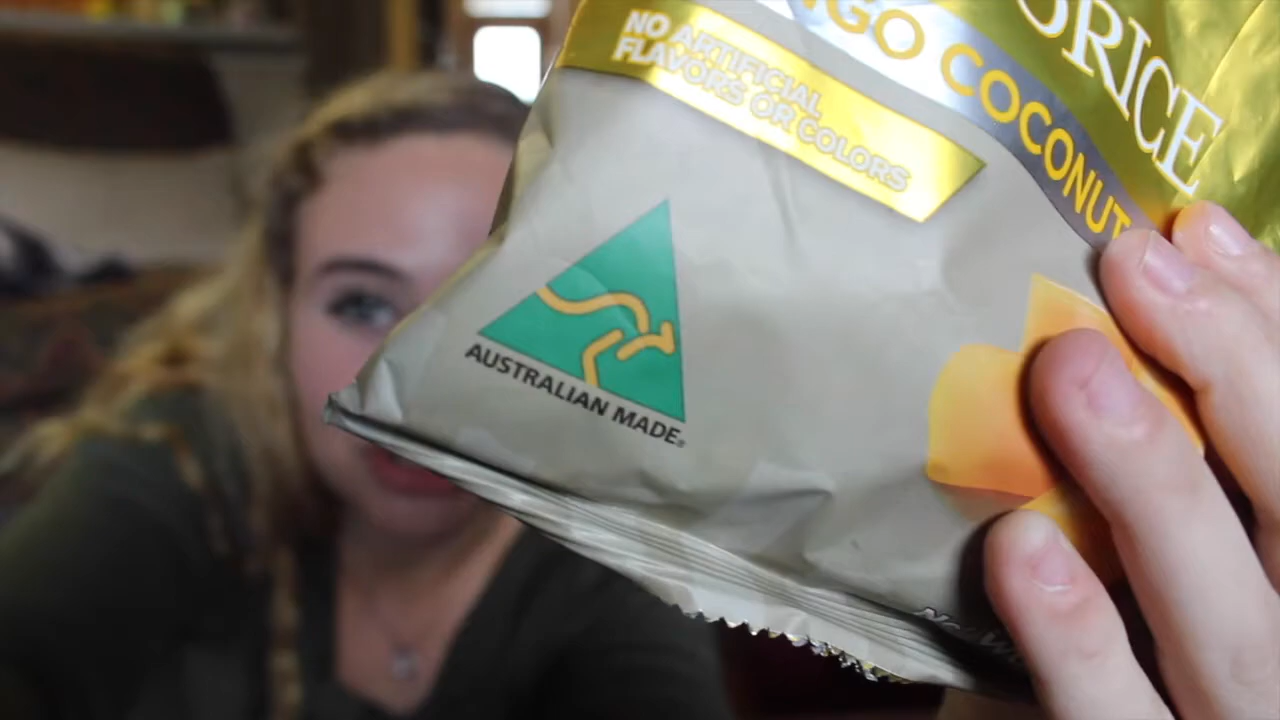 ORICE
GO COCONUT
NO ARTIFICIAL
FLAVORS OR COLORS
AUSTRALIAN MADE